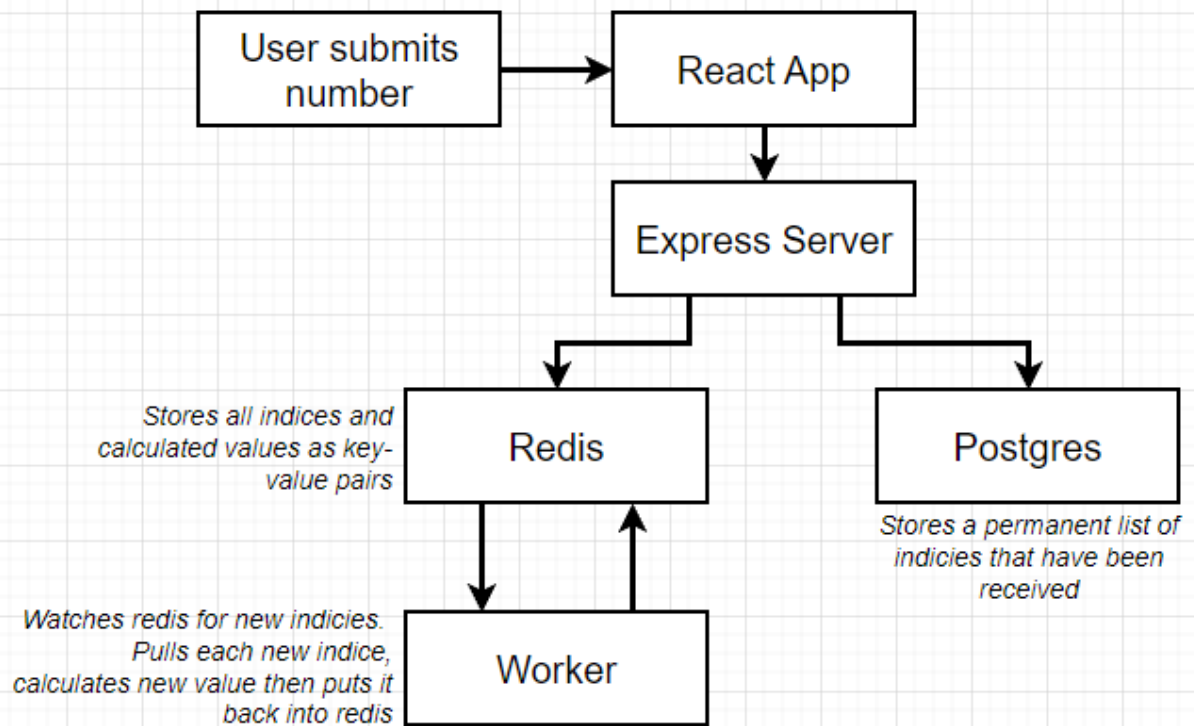 User submits
number
React App
Express Server
Stores all indices and
calculated values as key-
value pairs
Redis
Postgres
Stores a permanent list of
indicies that have been
received
Watches redis for new indicies.
Pulls each new indice,
calculates new value then puts it
back into redis
Worker